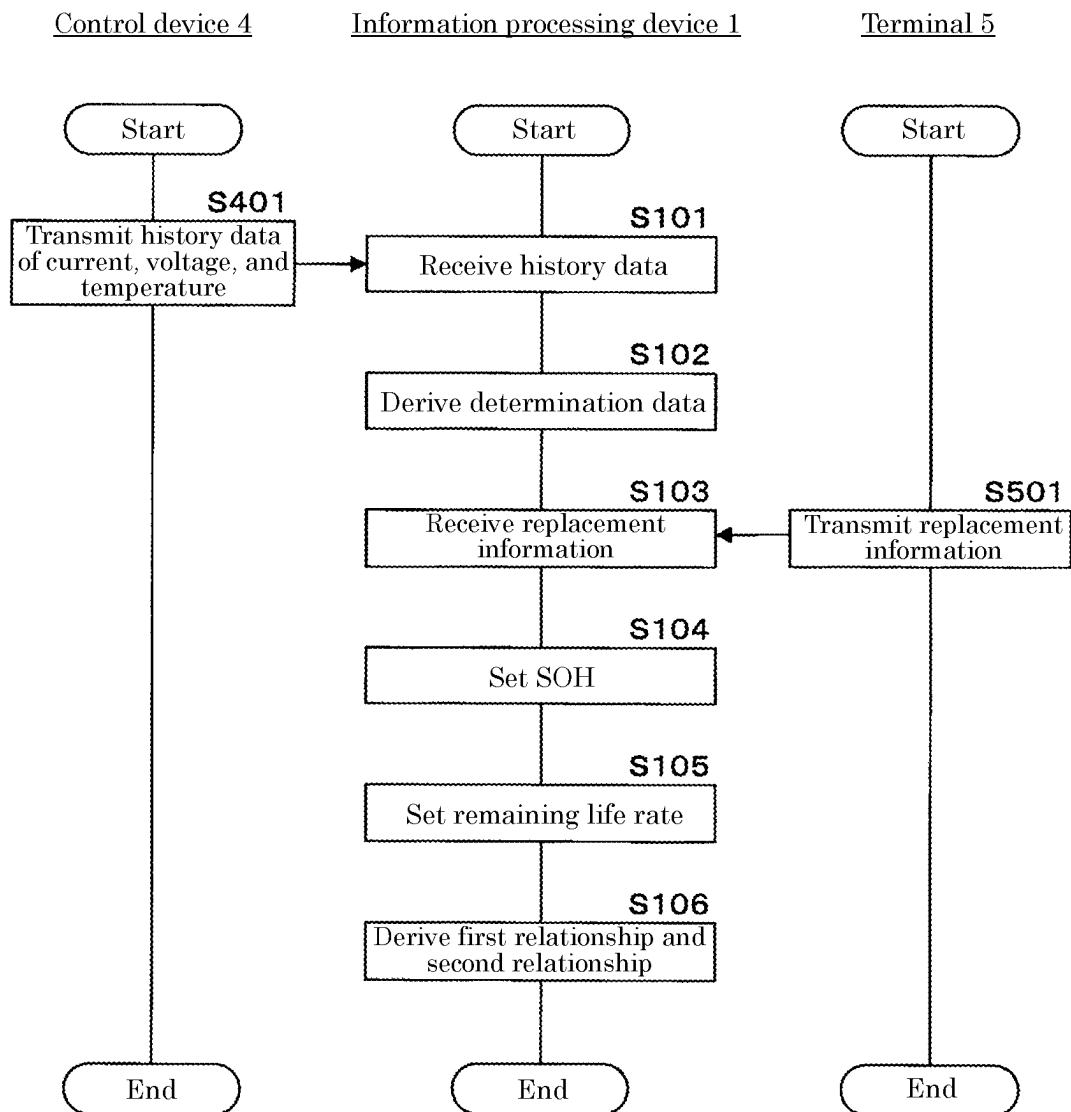 Control device 4
Information processing device 1
Terminal 5
Start
Start
Start
S401
Transmit history data
of current, voltage, and
temperature
S101
Receive history data
S102
Derive determination data
S103
Receive replacement
information
S501
Transmit replacement
information
S104
Set SOH
S105
Set remaining life rate
S106
Derive first relationship and
second relationship
End
End
End